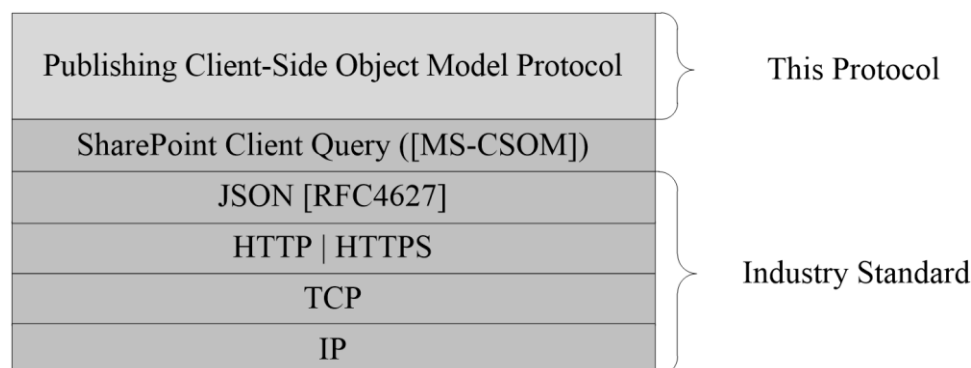 Publishing Client-Side Object Model Protocol
This Protocol
SharePoint Client Query ([MS-CSOM])
JSON [RFC4627]
HTTP | HTTPS
Industry Standard
TCP
IP